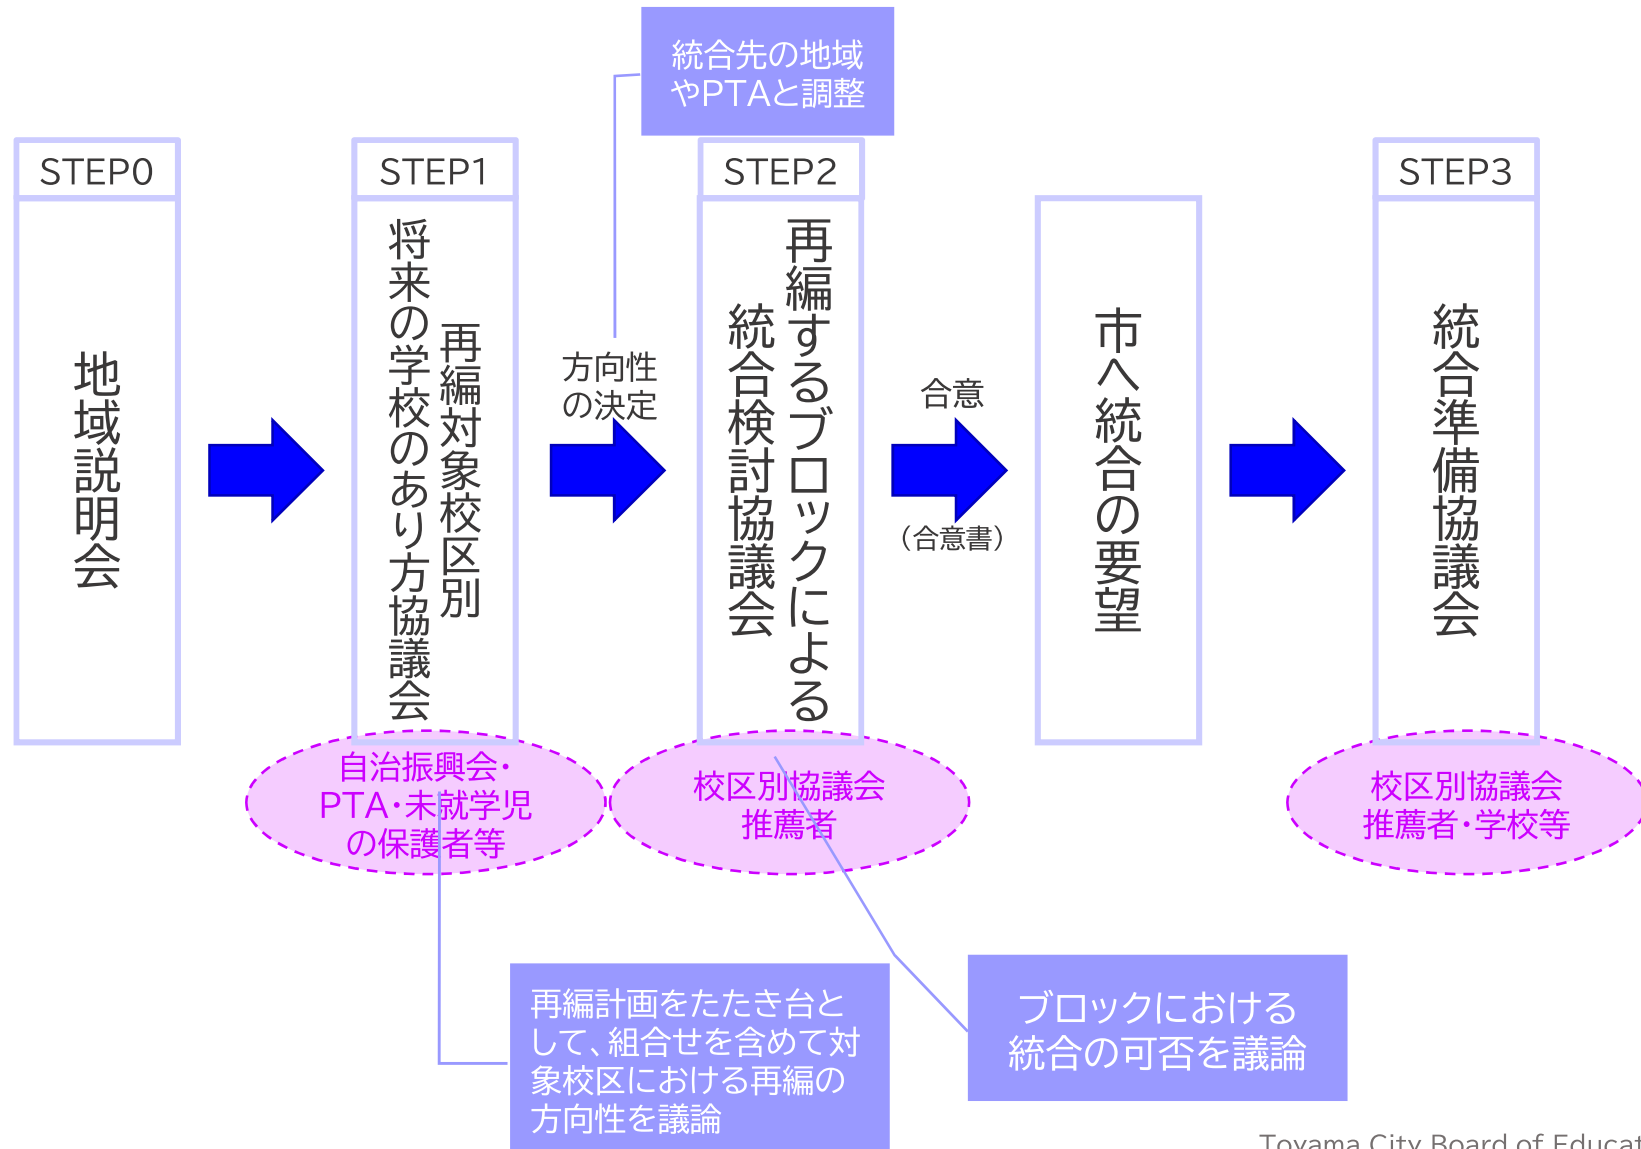 統合先の地域
やPTAと調整
STEP0
地域説明会
STEP1
再編対象校区別
将来の学校のあり方協議会
方向性
の決定
STEP2
再編するブロックによる
統合検討協議会
合意
（合意書）
市へ統合の要望
STEP3
統合準備協議会
自治振興会・
PTA・未就学児
の保護者等
校区別協議会
推薦者
校区別協議会
推薦者・学校等
再編計画をたたき台と
して、組合せを含めて対
象校区における再編の
方向性を議論
ブロックにおける
統合の可否を議論
Toyama City Board of Educat